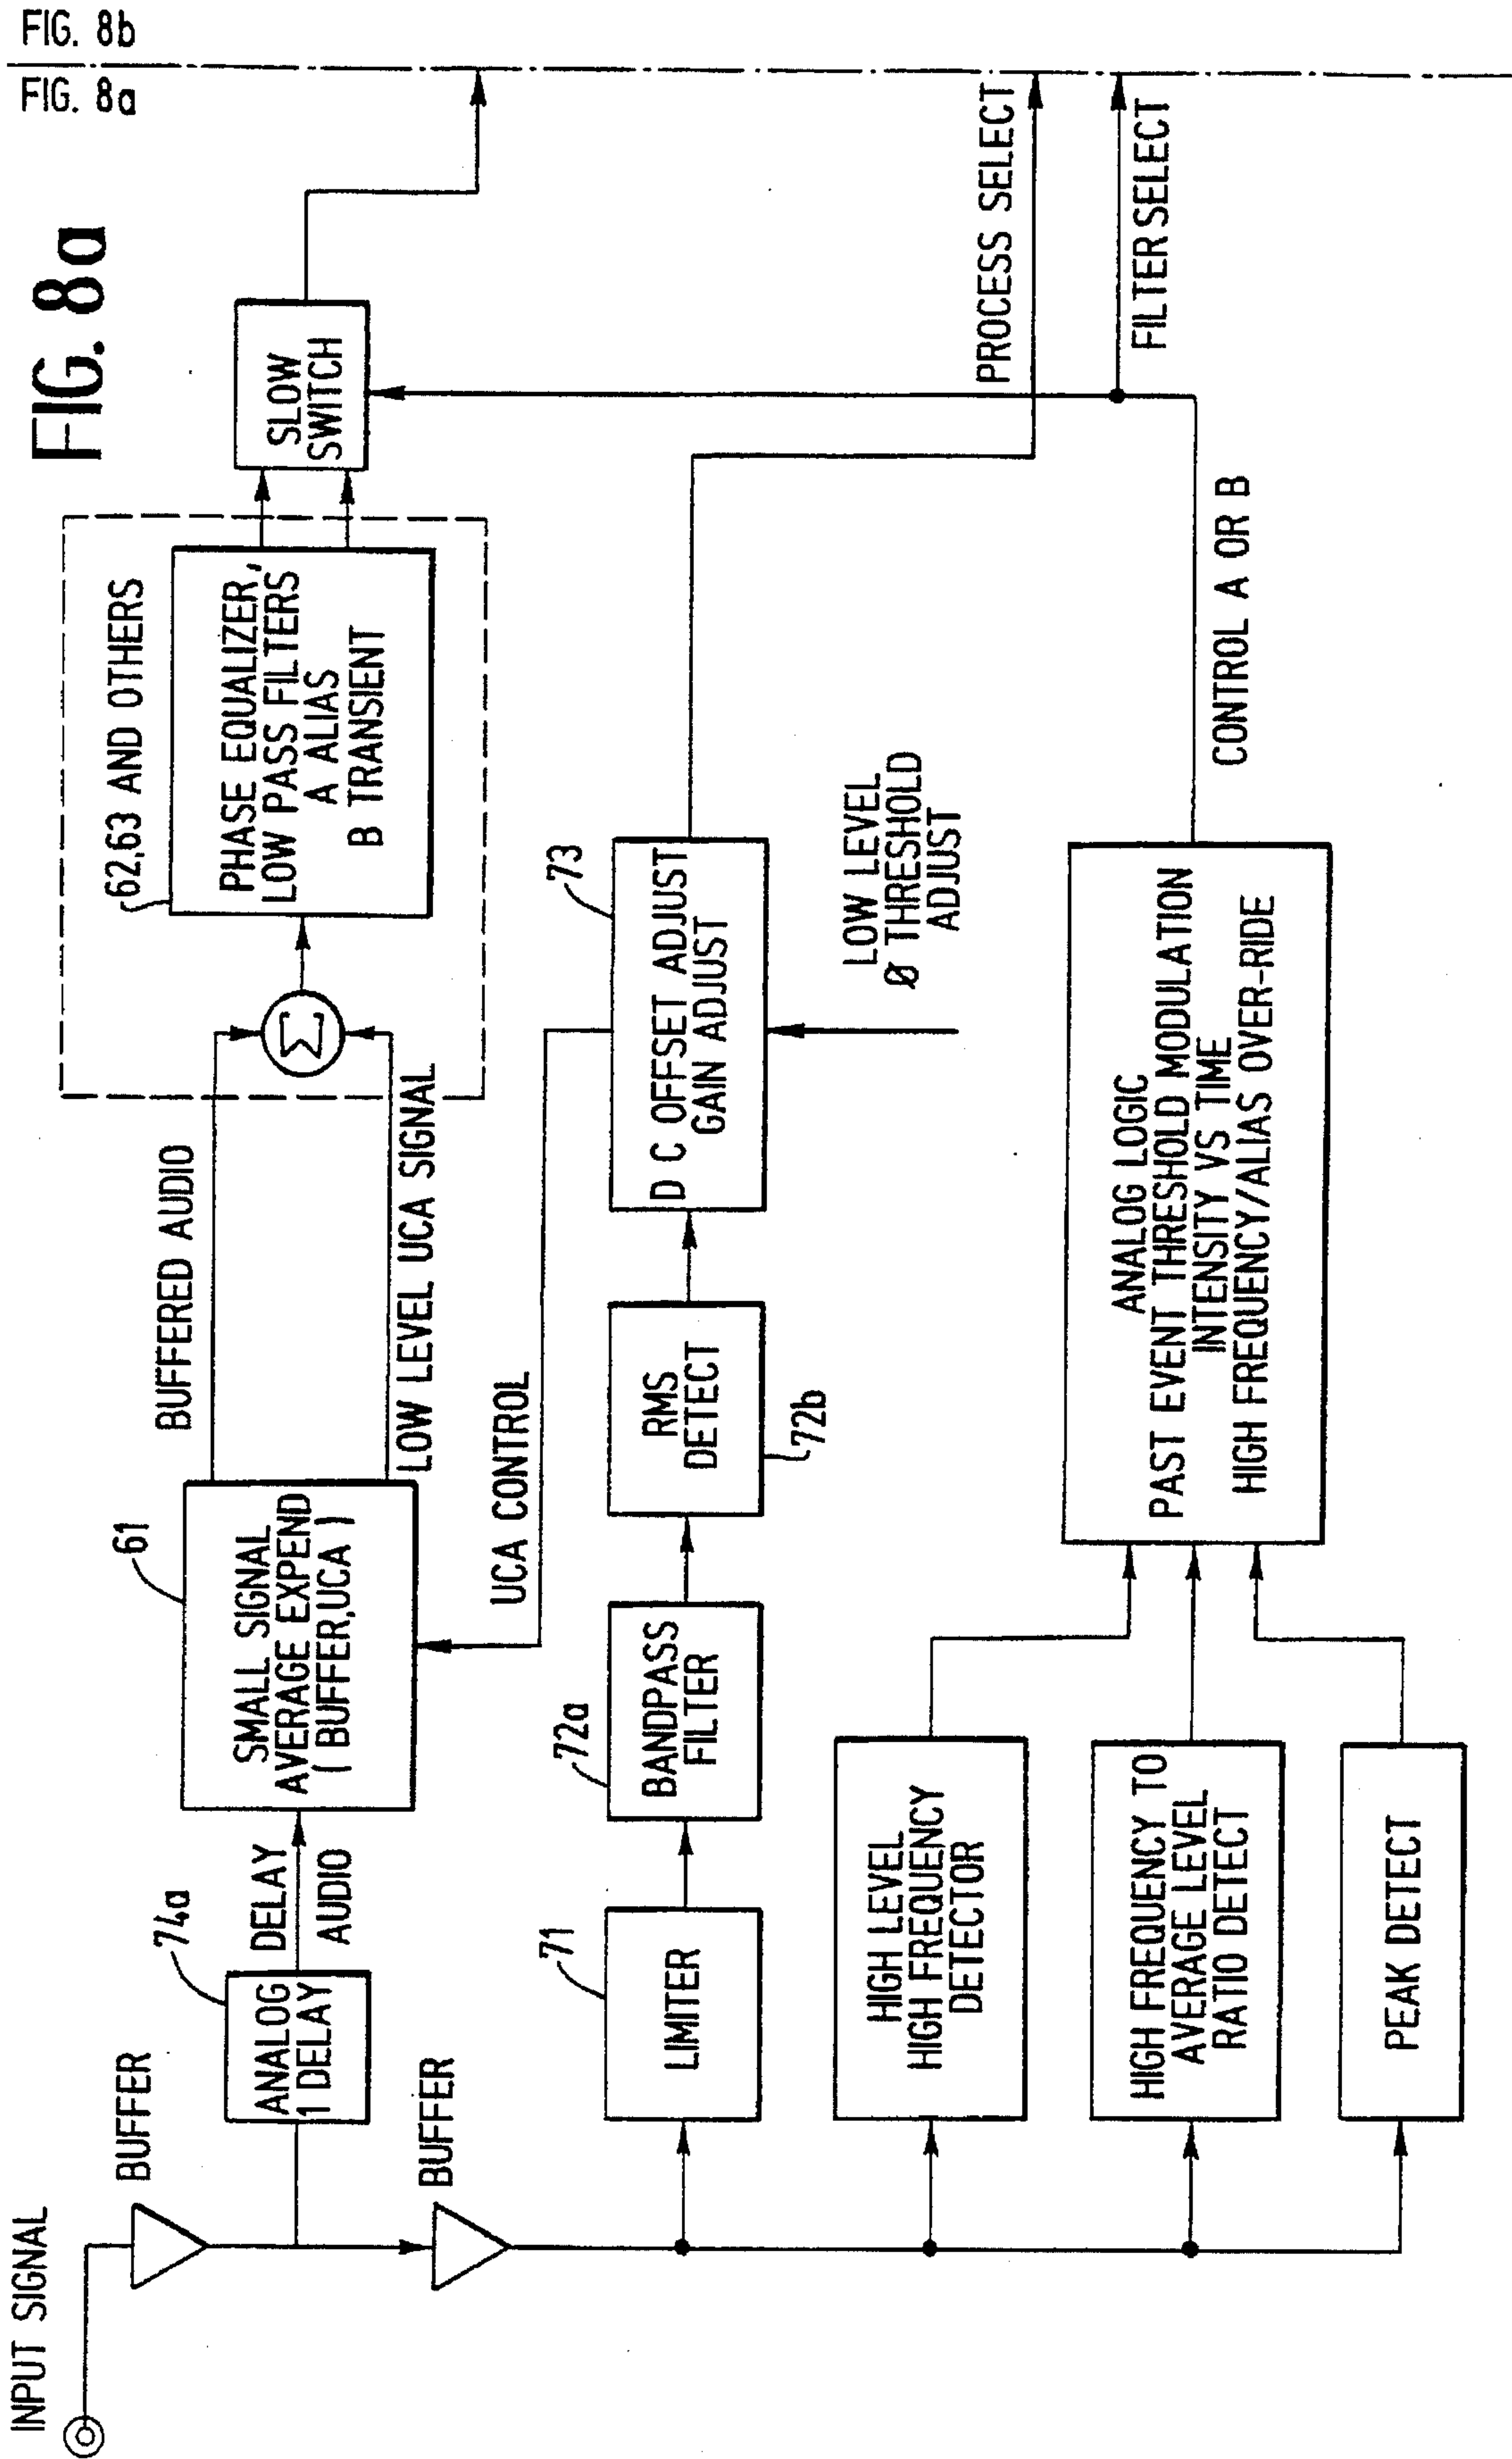 FIG. 8b
FIG. 8a
FIG. 8a
INPUT SIGNAL
BUFFER
74a
ANALOG
1 DELAY
DELAY
AUDIO
61
SMALL SIGNAL
AVERAGE EXPEND
( BUFFER,UCA )
BUFFERED AUDIO
LOW LEVEL UCA SIGNAL
Σ
62,63 AND OTHERS
PHASE EQUALIZER,
LOW PASS FILTERS
A ALIAS
B TRANSIENT
SLOW
SWITCH
BUFFER
UCA CONTROL
71
LIMITER
72a
BANDPASS
FILTER
RMS
DETECT
72b
73
D C OFFSET ADJUST
GAIN ADJUST
LOW LEVEL
Ø THRESHOLD
ADJUST
PROCESS SELECT
HIGH LEVEL
HIGH FREQUENCY
DETECTOR
HIGH FREQUENCY TO
AVERAGE LEVEL
RATIO DETECT
PEAK DETECT
ANALOG LOGIC
PAST EVENT THRESHOLD MODULATION
INTENSITY VS TIME
HIGH FREQUENCY/ALIAS OVER-RIDE
CONTROL A OR B
FILTER SELECT